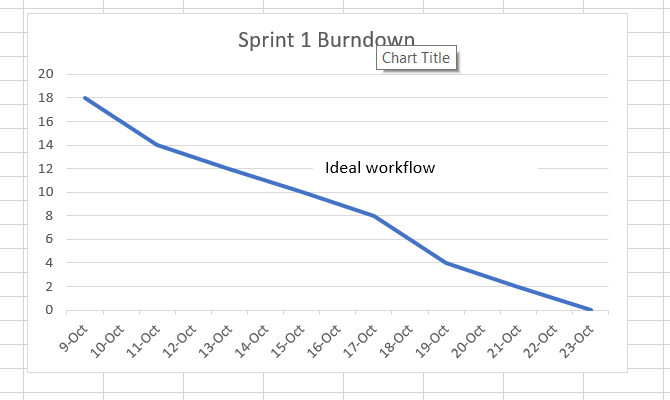 Sprint 1 Burndown
Chart Title
20
18
16
14
12
Ideal workflow
10
8
6
4
2
0
9-Oct
10-Oct
11-Oct
12-Oct
13-Oct
14-Oct
15-Oct
16-Oct
17-Oct
18-Oct
19-Oct
20-Oct
21-Oct
22-Oct
23-Oct